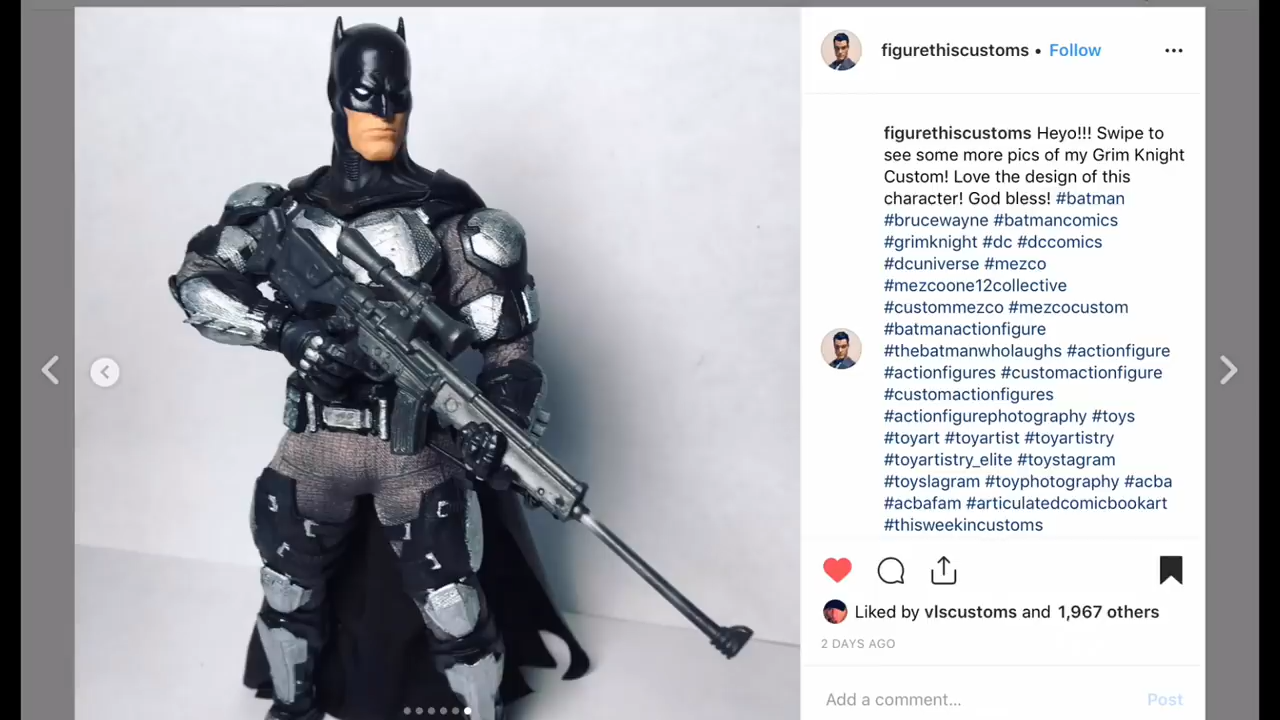 figurethiscustoms • Follow
figurethiscustoms Heyo!!! Swipe to
see some more pics of my Grim Knight
Custom! Love the design of this
character! God bless! #batman
#brucewayne #batmancomics
#grimknight #dc #dccomics
#dcuniverse #mezco
#mezcoone12collective
#custommezco #mezcocustom
#batmanactionfigure
#thebatmanwholaughs #actionfigure
#actionfigures #customactionfigure
#customactionfigures
#actionfigurephotography #toys
#toyart #toyartist #toyartistry
#toyartistry_elite #toystagram
#toyslagram #toyphotography #acba
#acbafam #articulatedcomicbookart
#thisweekincustoms
Liked by vlscustoms and 1,967 others
2 DAYS AGO
Add a comment... Post